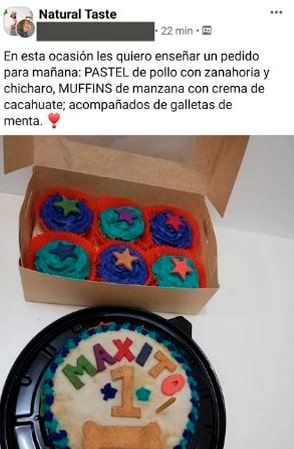 Natural Taste
· 22 min ·
En esta ocasión les quiero enseñar un pedido
para mañana: PASTEL de pollo con zanahoria y
chicharo, MUFFINS de manzana con crema de
cacahuate; acompañados de galletas de
menta. ❣️
MAXITO
1